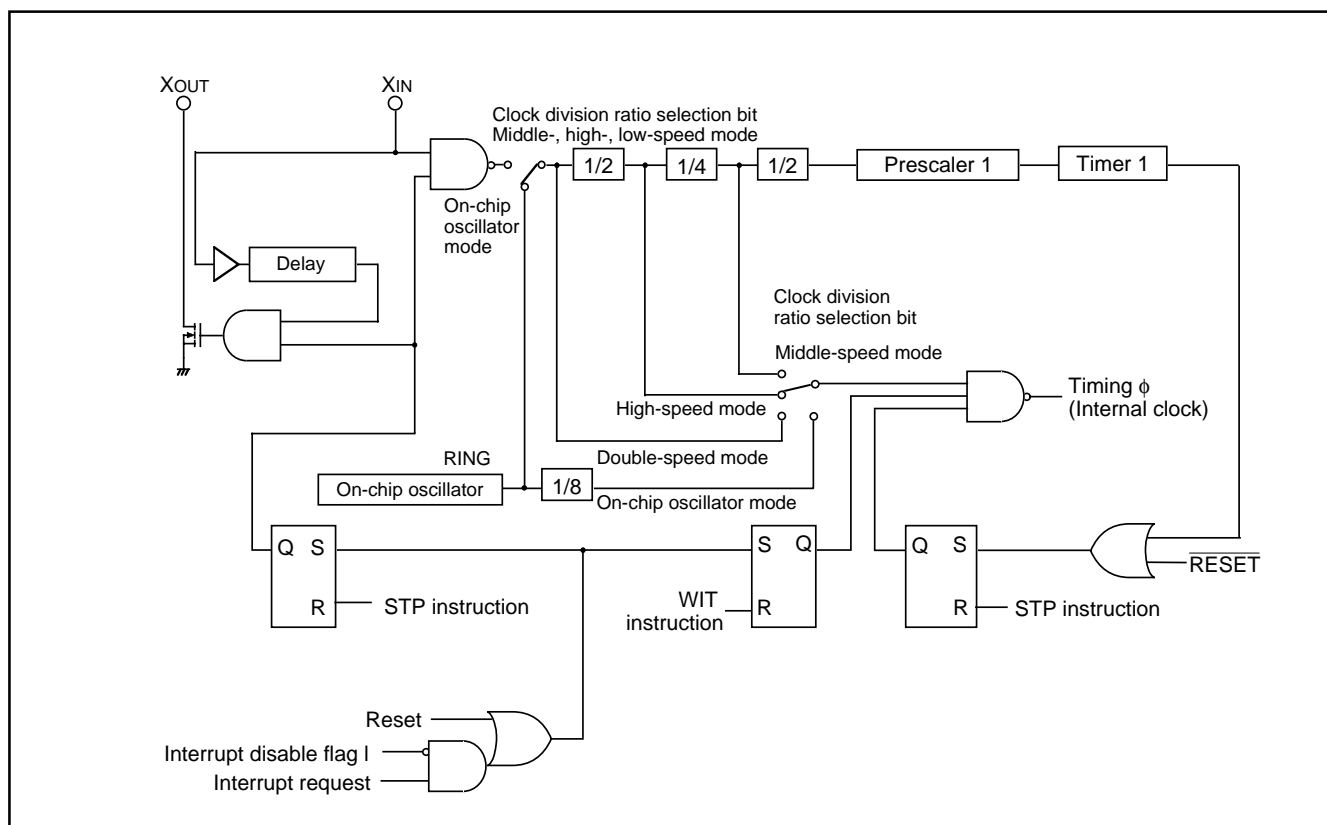 XOUT
XIN
Clock division ratio selection bit
Middle-, high-, low-speed mode
1/2
1/4
1/2
Prescaler 1
Timer 1
On-chip
oscillator
mode
Delay
Clock division
ratio selection bit
Middle-speed mode
High-speed mode
Timing ϕ
(Internal clock)
RING
Double-speed mode
On-chip oscillator
1/8
On-chip oscillator mode
Q S
R
STP instruction
S Q
R
WIT
instruction
Q S
R
STP instruction
RESET
Reset
Interrupt disable flag I
Interrupt request